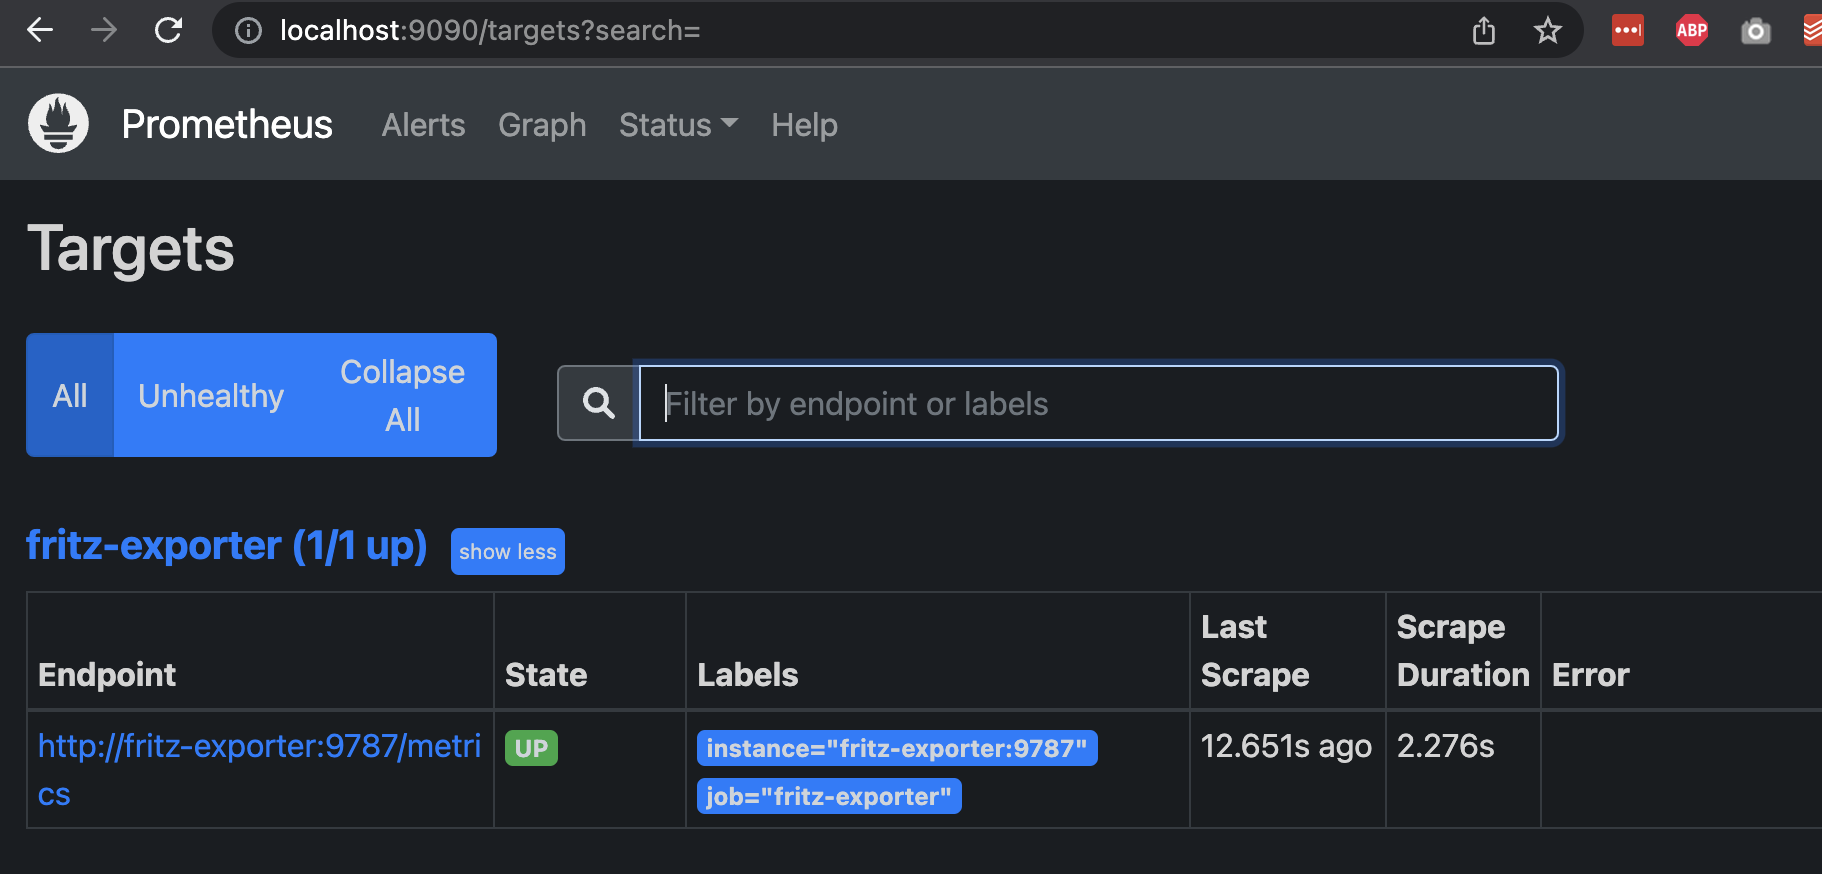 localhost:9090/targets?search=
ABP
Prometheus Alerts Graph Status Help
Targets
All Unhealthy Collapse
All
Filter by endpoint or labels
fritz-exporter (1/1 up) show less
Endpoint State Labels Last
Scrape Scrape
Duration Error
http://fritz-exporter:9787/metri
cs UP instance="fritz-exporter:9787"
job="fritz-exporter" 12.651s ago 2.276s